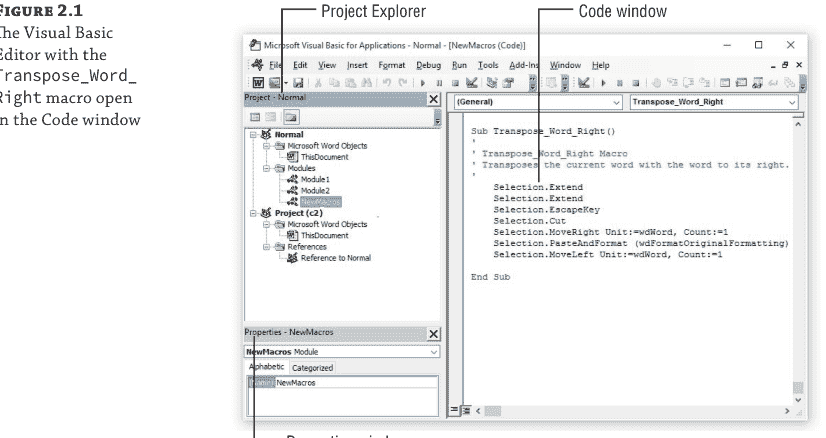 FIGURE 2.1
The Visual Basic
Editor with the
Transpose_Word_
Right macro open
in the Code window
Project Explorer
Code window
Microsoft Visual Basic for Applications - Normal - [NewMacros (Code)]
File Edit View Insert Format Debug Run Tools Add-Ins Window Help
Project - Normal
Normal
Microsoft Word Objects
ThisDocument
Modules
Module1
Module2
NewMacros
Project (c2)
Microsoft Word Objects
ThisDocument
References
Reference to Normal
Properties - NewMacros
NewMacros Module
Alphabetic Categorized
(Name) NewMacros
(General) Transpose_Word_Right
Sub Transpose_Word_Right()
'
' Transpose_Word_Right Macro
' Transposes the current word with the word to its right.
'
Selection.Extend
Selection.Extend
Selection.EscapeKey
Selection.Cut
Selection.MoveRight Unit:=wdWord, Count:=1
Selection.PasteAndFormat (wdFormatOriginalFormatting)
Selection.MoveLeft Unit:=wdWord, Count:=1
End Sub